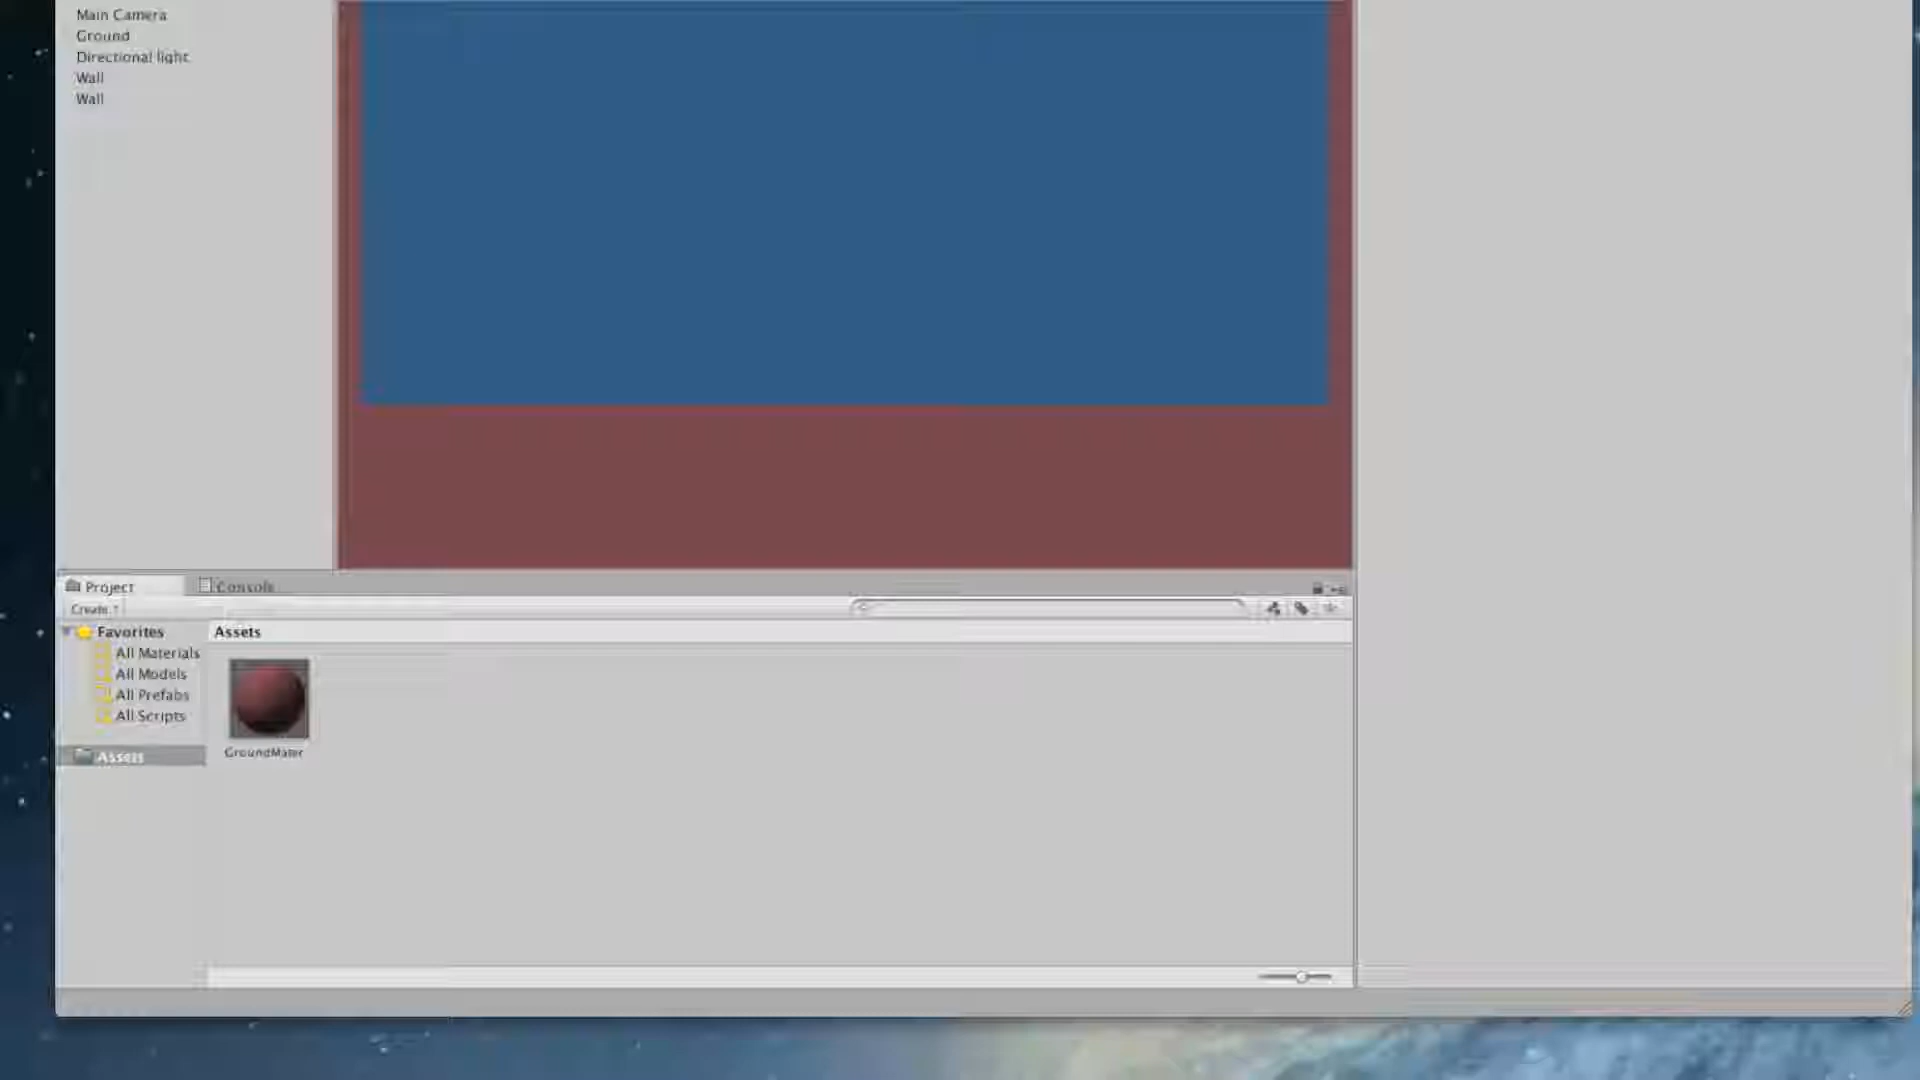 Main Camera
Ground
Directional light
Wall
Wall
Project
Console
Create
Favorites
All Materials
All Models
All Prefabs
All Scripts
Assets
Assets
GroundMater